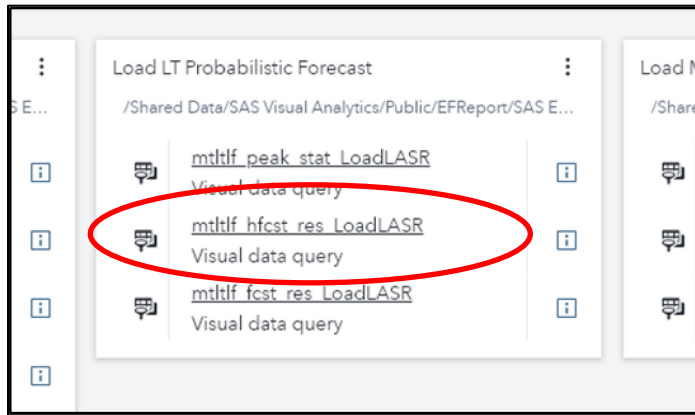 Load LT Probabilistic Forecast
Load
S E...
/Shared Data/SAS Visual Analytics/Public/EFReport/SAS E...
/Share
mtltlf_peak_stat_LoadLASR
Visual data query
mtltlf_hfcst_res_LoadLASR
Visual data query
mtltlf_fcst_res_LoadLASR
Visual data query